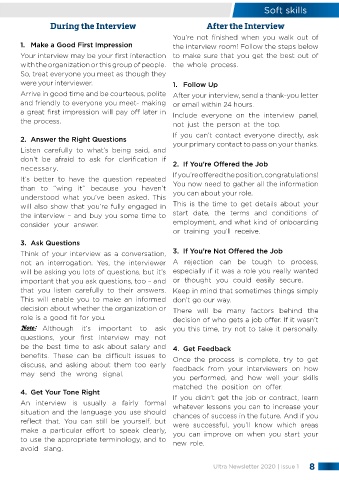 Soft skills
During the Interview
1. Make a Good First Impression
Your interview may be your first interaction
with the organization or this group of people.
So, treat everyone you meet as though they
were your interviewer.
Arrive in good time and be courteous, polite
and friendly to everyone you meet- making
a great first impression will pay off later in
the process.
2. Answer the Right Questions
Listen carefully to what's being said, and
don't be afraid to ask for clarification if
necessary.
It's better to have the question repeated
than to "wing it" because you haven't
understood what you've been asked. This
will also show that you're fully engaged in
the interview – and buy you some time to
consider your answer.
3. Ask Questions
Think of your interview as a conversation,
not an interrogation. Yes, the interviewer
will be asking you lots of questions, but it's
important that you ask questions, too – and
that you listen carefully to their answers.
This will enable you to make an informed
decision about whether the organization or
role is a good fit for you.
Note: Although it's important to ask
questions, your first interview may not
be the best time to ask about salary and
benefits. These can be difficult issues to
discuss, and asking about them too early
may send the wrong signal.
4. Get Your Tone Right
An interview is usually a fairly formal
situation and the language you use should
reflect that. You can still be yourself, but
make a particular effort to speak clearly,
to use the appropriate terminology, and to
avoid slang.
After the Interview
You're not finished when you walk out of
the interview room! Follow the steps below
to make sure that you get the best out of
the whole process.
1. Follow Up
After your interview, send a thank-you letter
or email within 24 hours.
Include everyone on the interview panel,
not just the person at the top.
If you can't contact everyone directly, ask
your primary contact to pass on your thanks.
2. If You're Offered the Job
If you're offered the position, congratulations!
You now need to gather all the information
you can about your role.
This is the time to get details about your
start date, the terms and conditions of
employment, and what kind of onboarding
or training you'll receive.
3. If You're Not Offered the Job
A rejection can be tough to process,
especially if it was a role you really wanted
or thought you could easily secure.
Keep in mind that sometimes things simply
don't go our way.
There will be many factors behind the
decision of who gets a job offer. If it wasn't
you this time, try not to take it personally.
4. Get Feedback
Once the process is complete, try to get
feedback from your interviewers on how
you performed, and how well your skills
matched the position on offer.
If you didn't get the job or contract, learn
whatever lessons you can to increase your
chances of success in the future. And if you
were successful, you'll know which areas
you can improve on when you start your
new role.
Ultra Newsletter 2020 | Issue 1 8